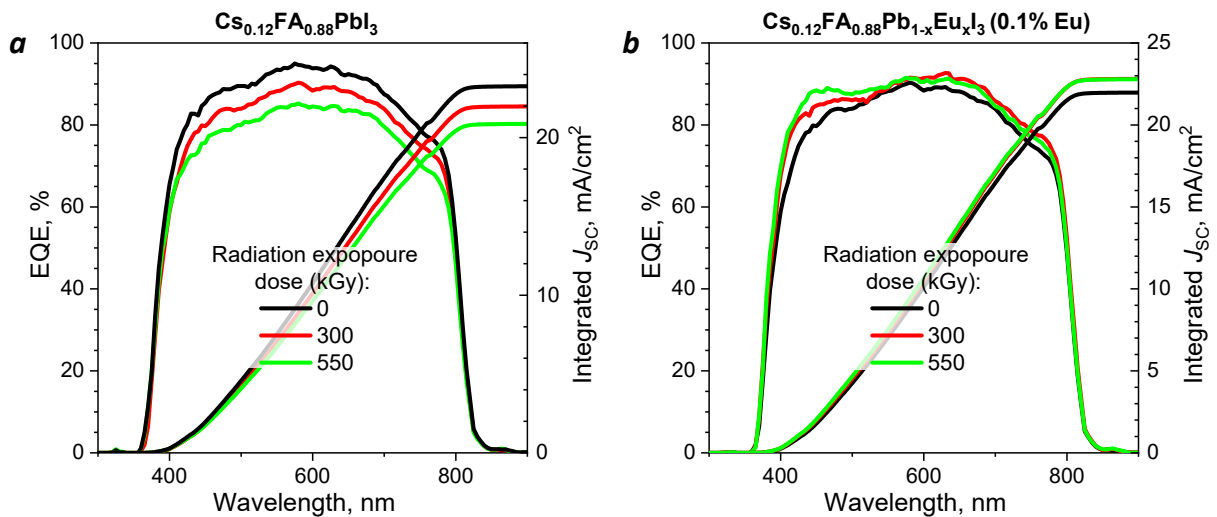 a
Cs0.12FA0.88PbI3
100
80
60
40
20
0
EQE, %
20
10
0
Integrated JSC, mA/cm2
Radiation expopoure
dose (kGy):
0
300
550
400
600
800
Wavelength, nm
b
Cs0.12FA0.88Pb1-xEuxI3 (0.1% Eu)
100
80
60
40
20
0
EQE, %
25
20
15
10
5
0
Integrated JSC, mA/cm2
Radiation expopoure
dose (kGy):
0
300
550
400
600
800
Wavelength, nm